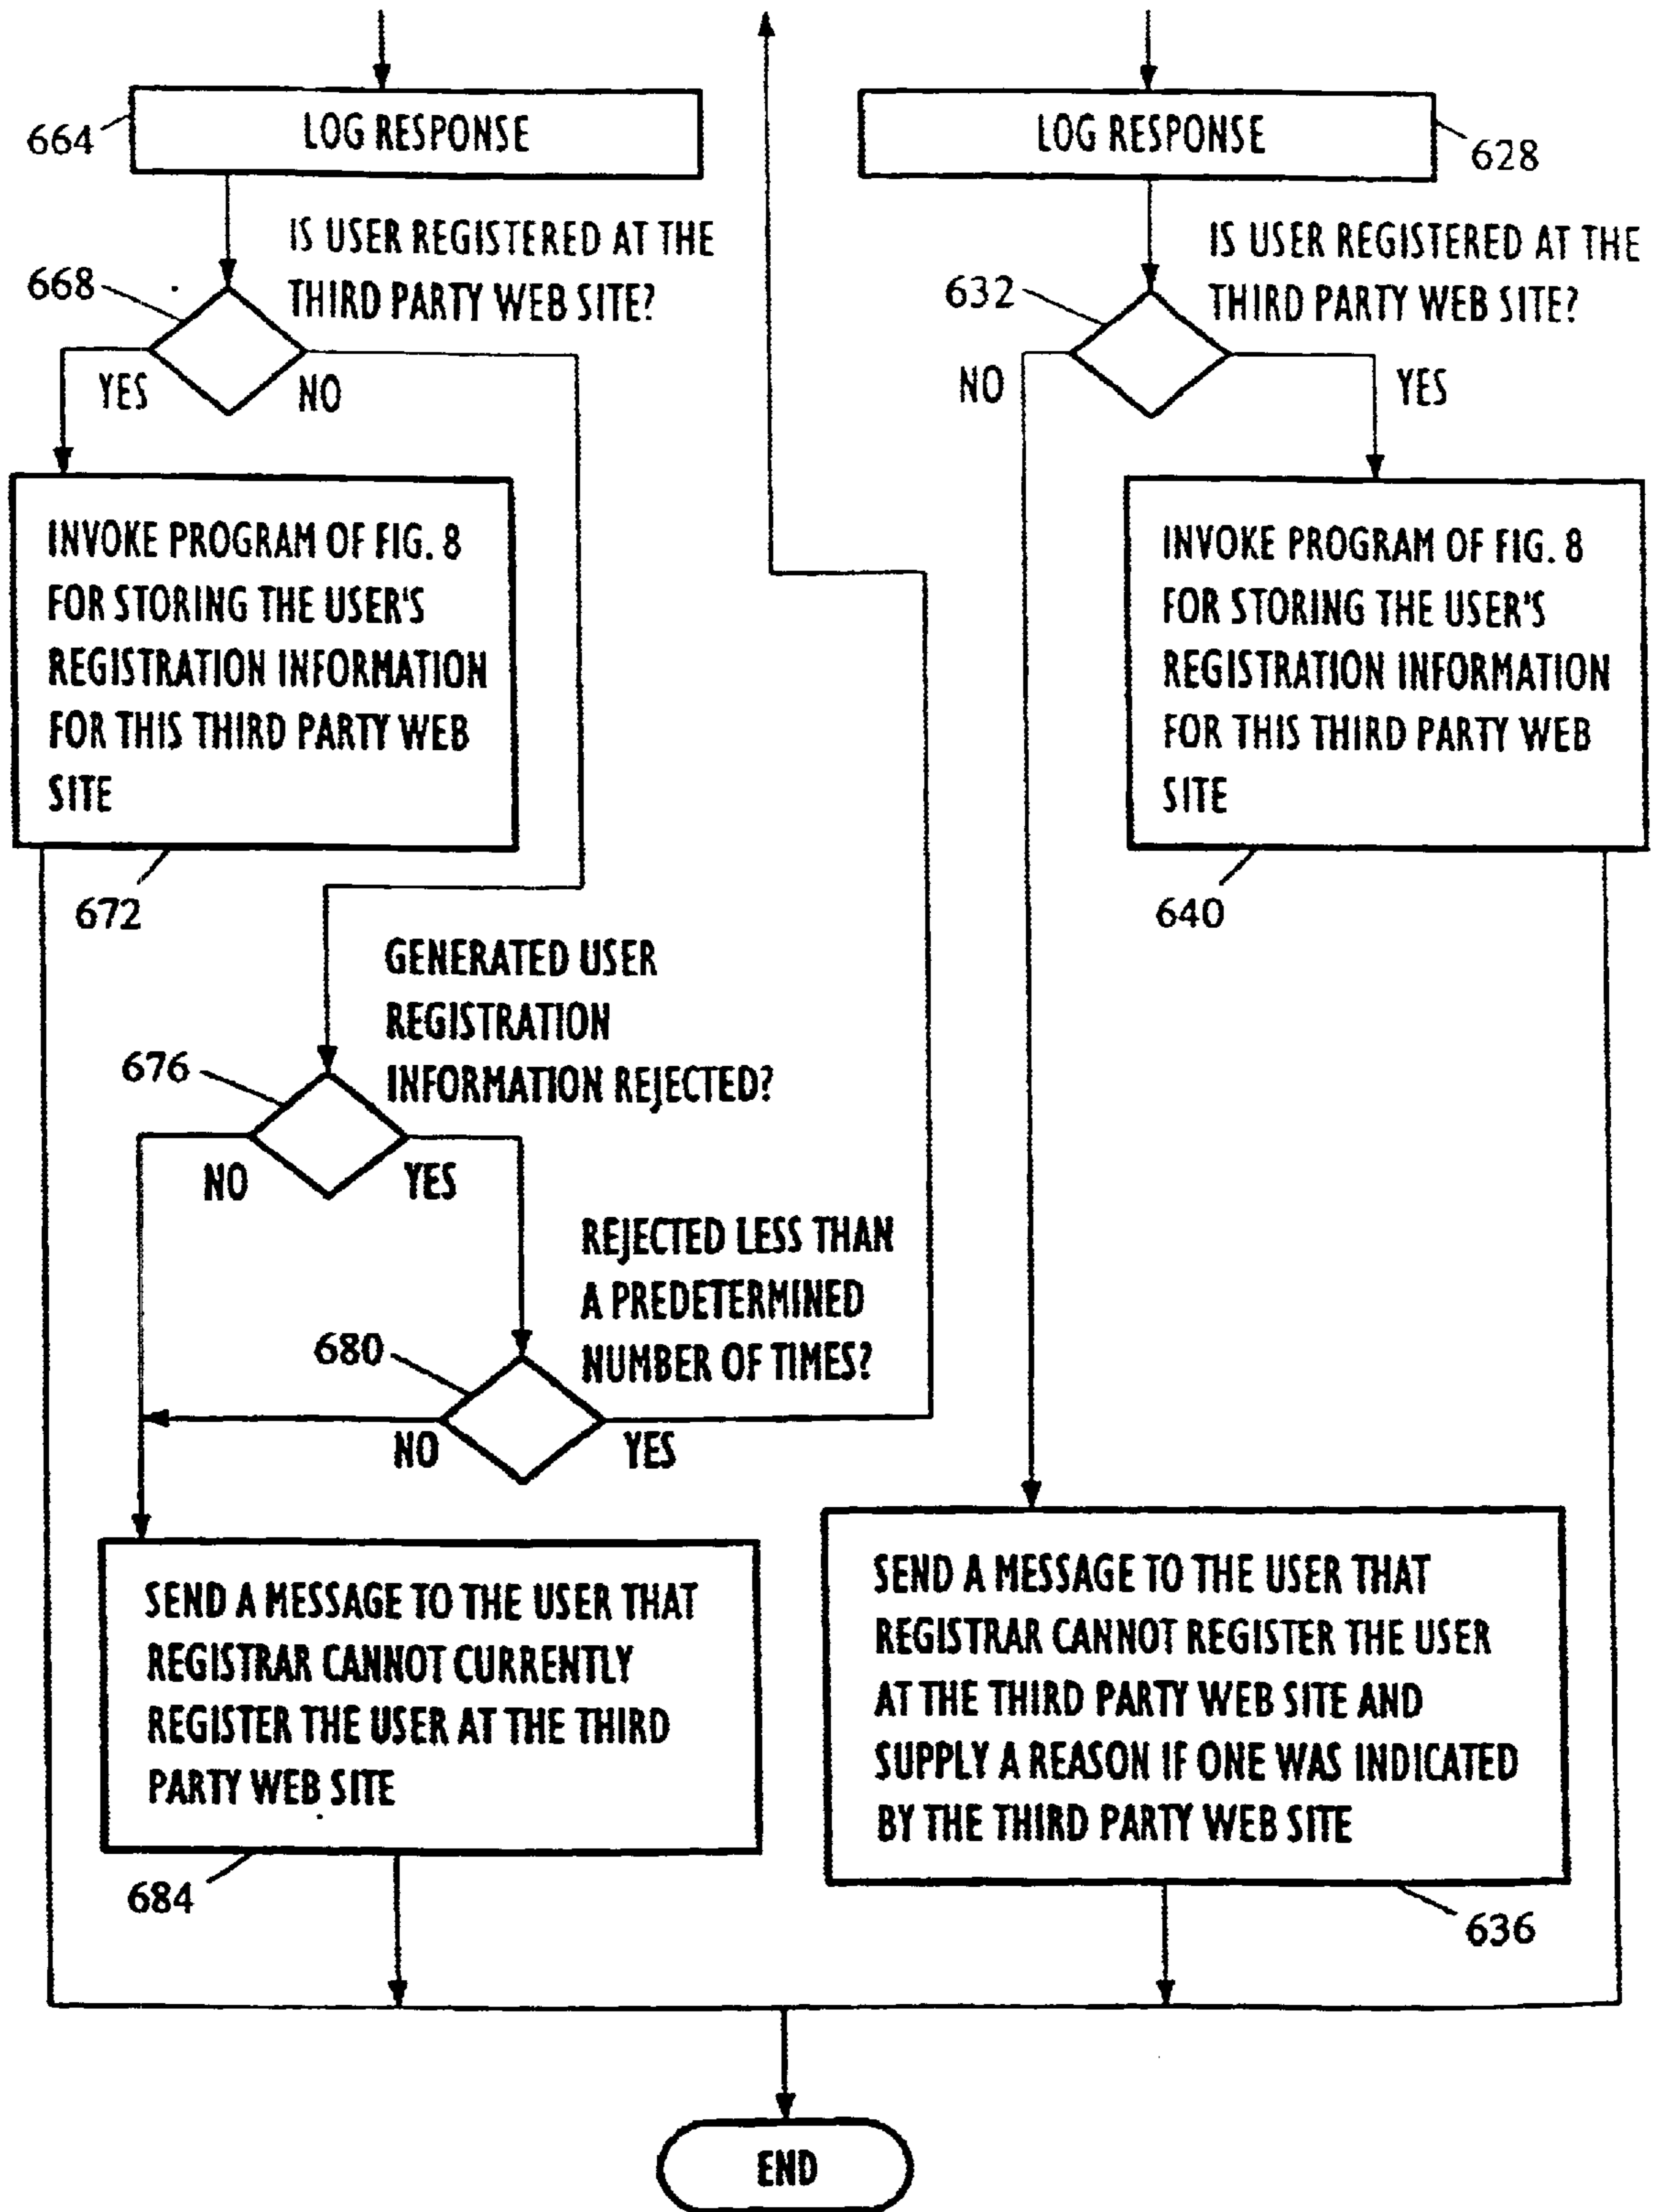 LOG RESPONSE
664
IS USER REGISTERED AT THE
THIRD PARTY WEB SITE?
668
YES
NO
INVOKE PROGRAM OF FIG. 8
FOR STORING THE USER'S
REGISTRATION INFORMATION
FOR THIS THIRD PARTY WEB
SITE
672
GENERATED USER
REGISTRATION
INFORMATION REJECTED?
676
NO
YES
REJECTED LESS THAN
A PREDETERMINED
NUMBER OF TIMES?
680
NO
YES
SEND A MESSAGE TO THE USER THAT
REGISTRAR CANNOT CURRENTLY
REGISTER THE USER AT THE THIRD
PARTY WEB SITE
684
LOG RESPONSE
628
IS USER REGISTERED AT THE
THIRD PARTY WEB SITE?
632
NO
YES
INVOKE PROGRAM OF FIG. 8
FOR STORING THE USER'S
REGISTRATION INFORMATION
FOR THIS THIRD PARTY WEB
SITE
640
SEND A MESSAGE TO THE USER THAT
REGISTRAR CANNOT REGISTER THE USER
AT THE THIRD PARTY WEB SITE AND
SUPPLY A REASON IF ONE WAS INDICATED
BY THE THIRD PARTY WEB SITE
636
END